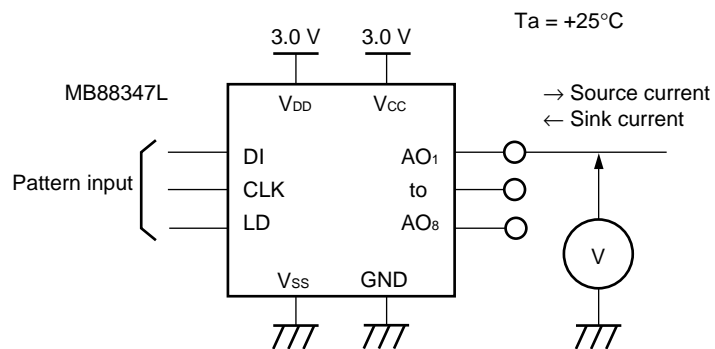 Ta = +25°C
3.0 V 3.0 V
MB88347L
VDD VCC
→ Source current
← Sink current
DI AO1
Pattern input CLK to
LD AO8
V
VSS GND